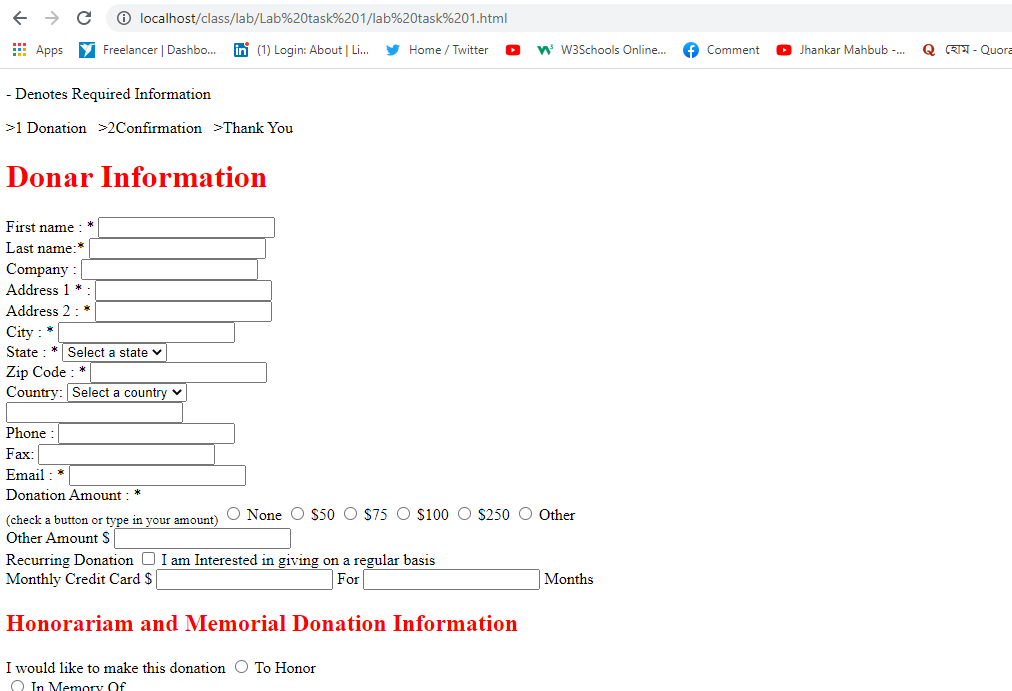 localhost/class/lab/Lab%20task%201/lab%20task%201.html
Apps Freelancer | Dashbo... (1) Login: About | Li... Home / Twitter W3Schools Online... Comment Jhankar Mahbub -... হোম - Quora
- Denotes Required Information
>1 Donation >2Confirmation >Thank You
Donar Information
First name : *
Last name:*
Company :
Address 1 * :
Address 2 : *
City : *
State : * Select a state
Zip Code : *
Country: Select a country
Phone :
Fax:
Email : *
Donation Amount : *
(check a button or type in your amount) None $50 $75 $100 $250 Other
Other Amount $
Recurring Donation I am Interested in giving on a regular basis
Monthly Credit Card $ For Months
Honorariam and Memorial Donation Information
I would like to make this donation To Honor
In Memory Of